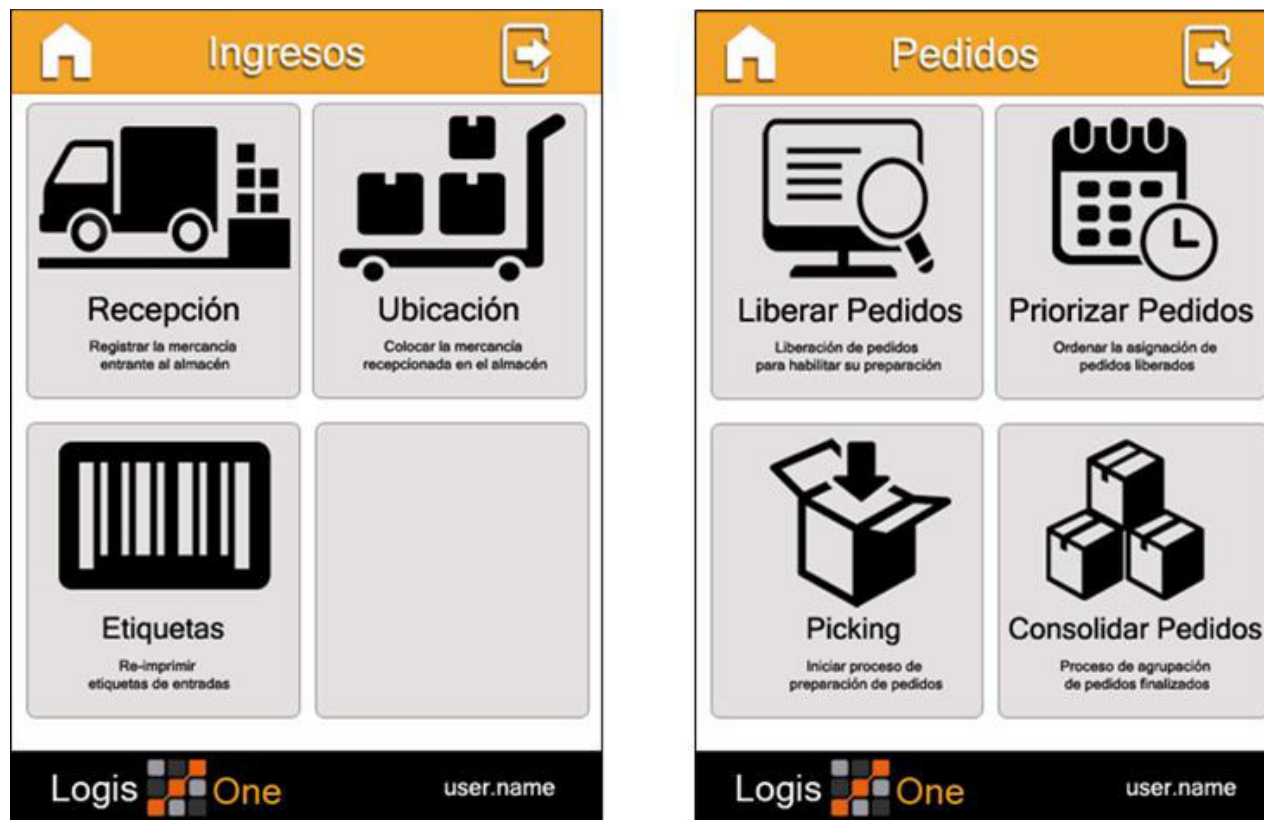 Ingresos
Recepción
Registrar la mercancía
entrante al almacén
Ubicación
Colocar la mercancía
recepcionada en el almacén
Etiquetas
Re-imprimir
etiquetas de entradas
Logis One
user.name
Pedidos
Liberar Pedidos
Liberación de pedidos
para habilitar su preparación
Priorizar Pedidos
Ordenar la asignación de
pedidos liberados
Picking
Iniciar proceso de
preparación de pedidos
Consolidar Pedidos
Proceso de agrupación
de pedidos finalizados
Logis One
user.name